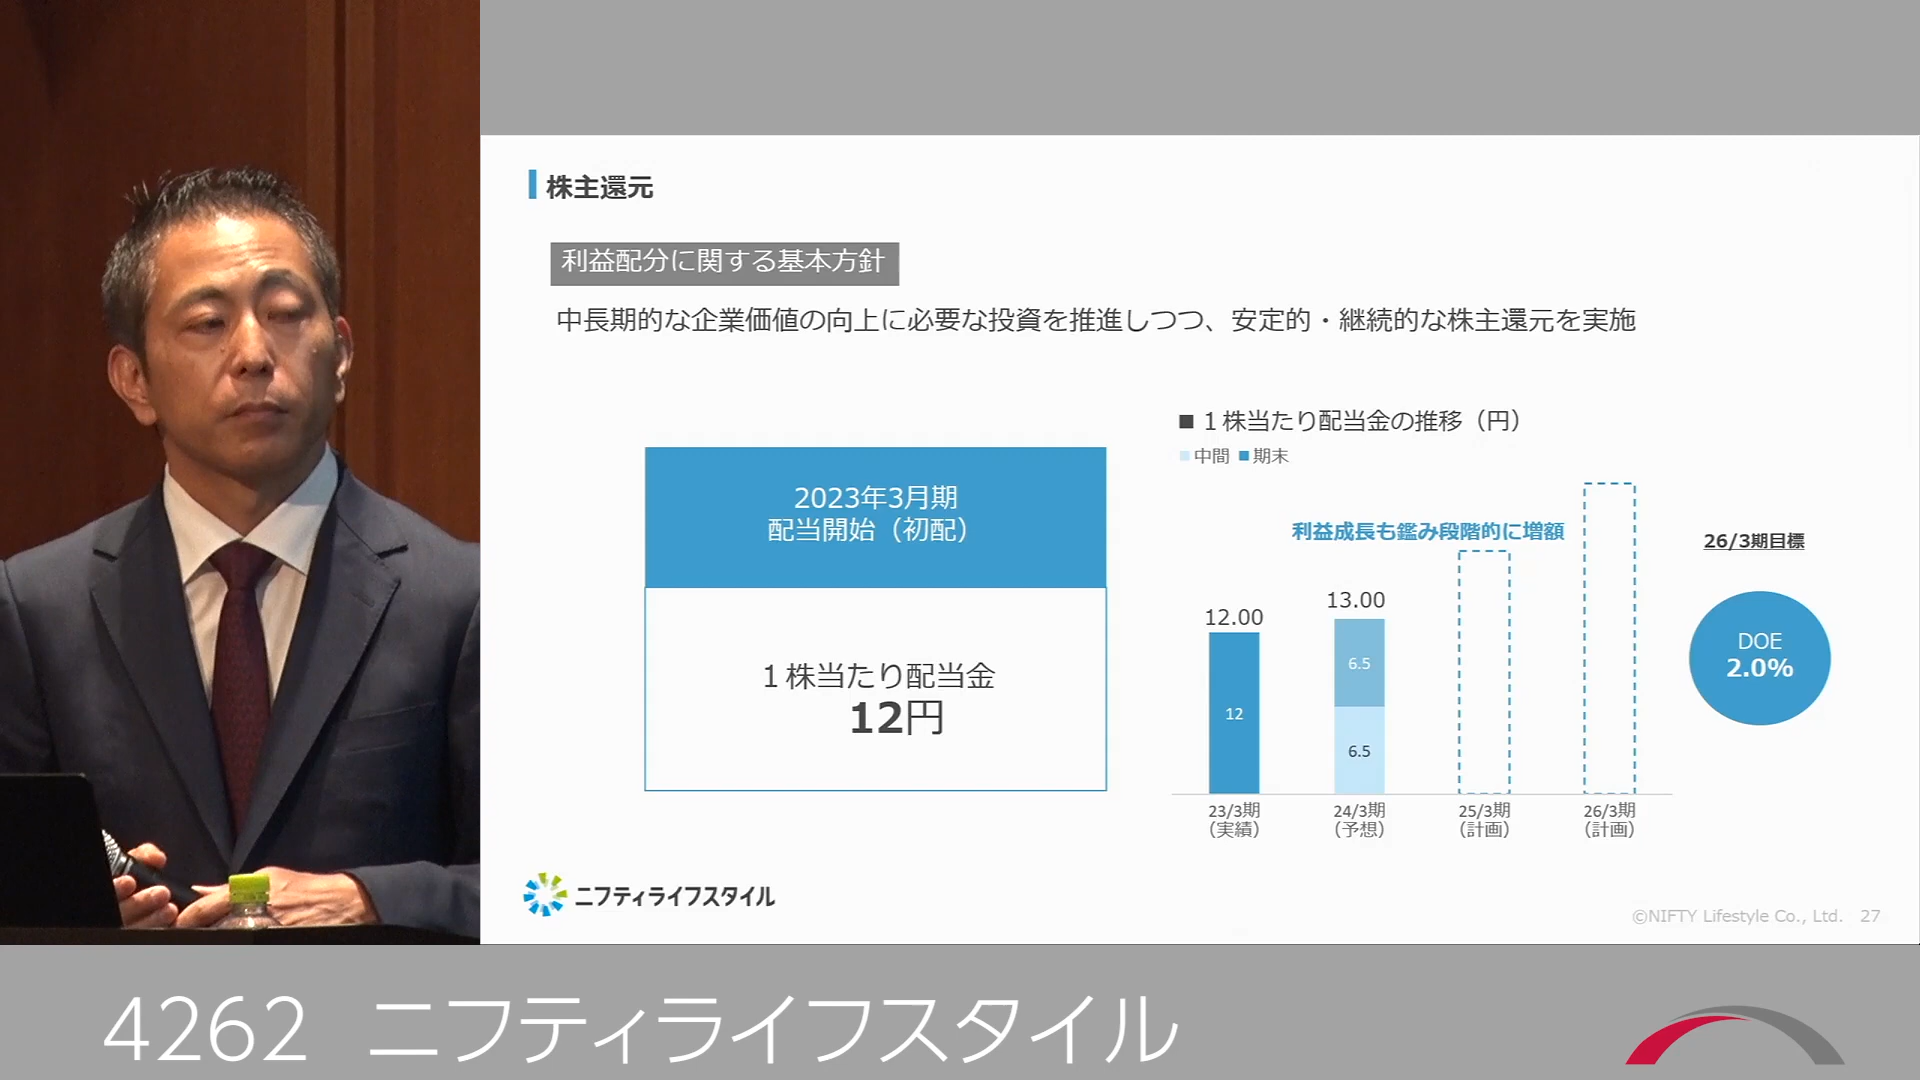 株主還元
利益配分に関する基本方針
中長期的な企業価値の向上に必要な投資を推進しつつ、安定的・継続的な株主還元を実施
2023年3月期
配当開始（初配）
１株当たり配当金
12円
■１株当たり配当金の推移（円）
■中間 ■期末
利益成長も鑑み段階的に増額
12.00
13.00
12
6.5
6.5
23/3期
（実績）
24/3期
（予想）
25/3期
（計画）
26/3期
（計画）
26/3期目標
DOE
2.0%
ニフティライフスタイル
©NIFTY Lifestyle Co., Ltd. 27
4262 ニフティライフスタイル